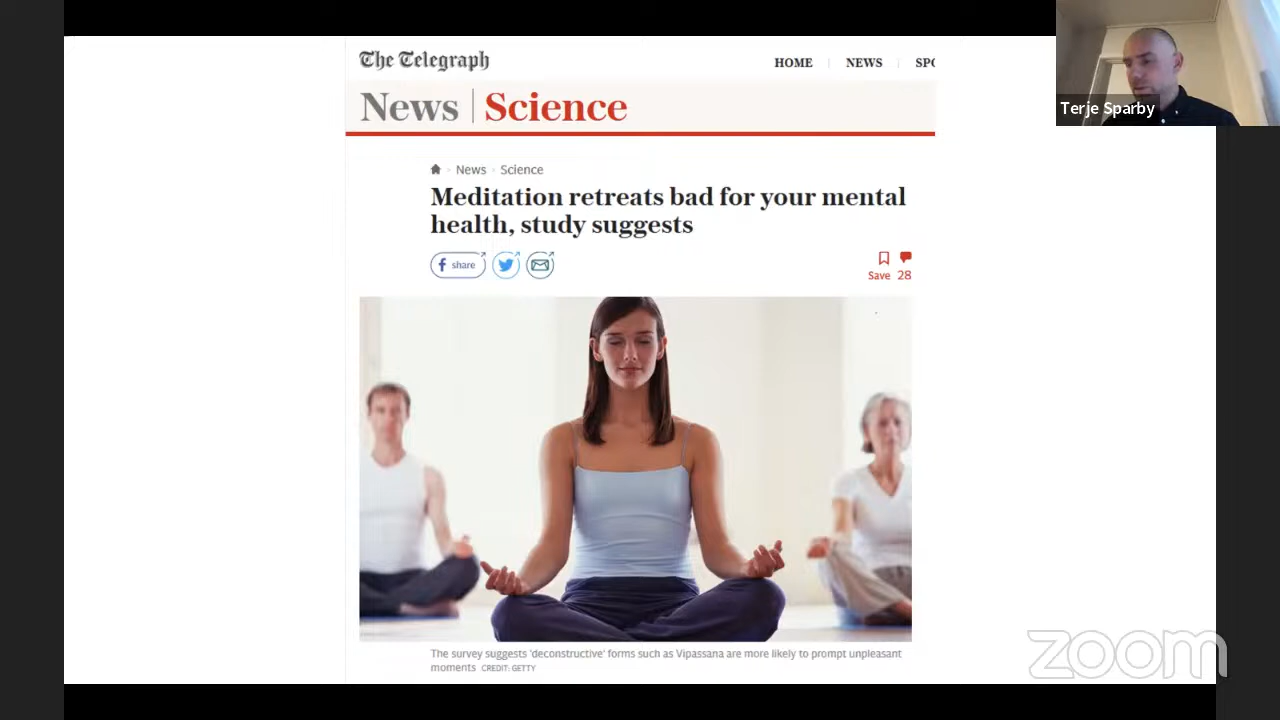 The Telegraph
HOME NEWS SPO
News Science
Terje Sparby
News Science
Meditation retreats bad for your mental
health, study suggests
share
Save 28
The survey suggests 'deconstructive' forms such as Vipassana are more likely to prompt unpleasant
moments CREDIT: GETTY
zoom